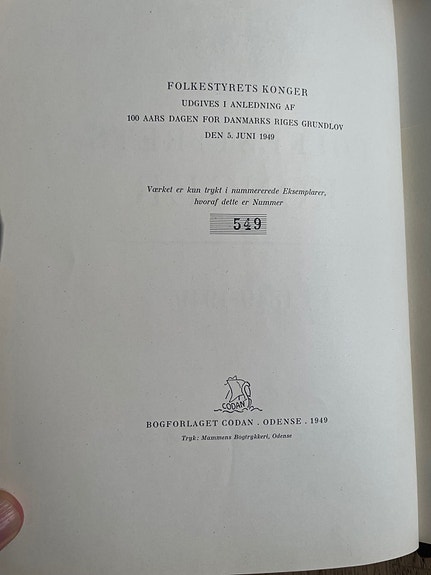 FOLKESTYRETS KONGER
UDGIVES I ANLEDNING AF
100 AARS DAGEN FOR DANMARKS RIGES GRUNDLOV
DEN 5. JUNI 1949
Værket er kun trykt i nummererede Eksemplarer,
hvoraf dette er Nummer
549
CODAN
BOGFORLAGET CODAN . ODENSE . 1949
Tryk: Mammens Bogtrykkeri, Odense